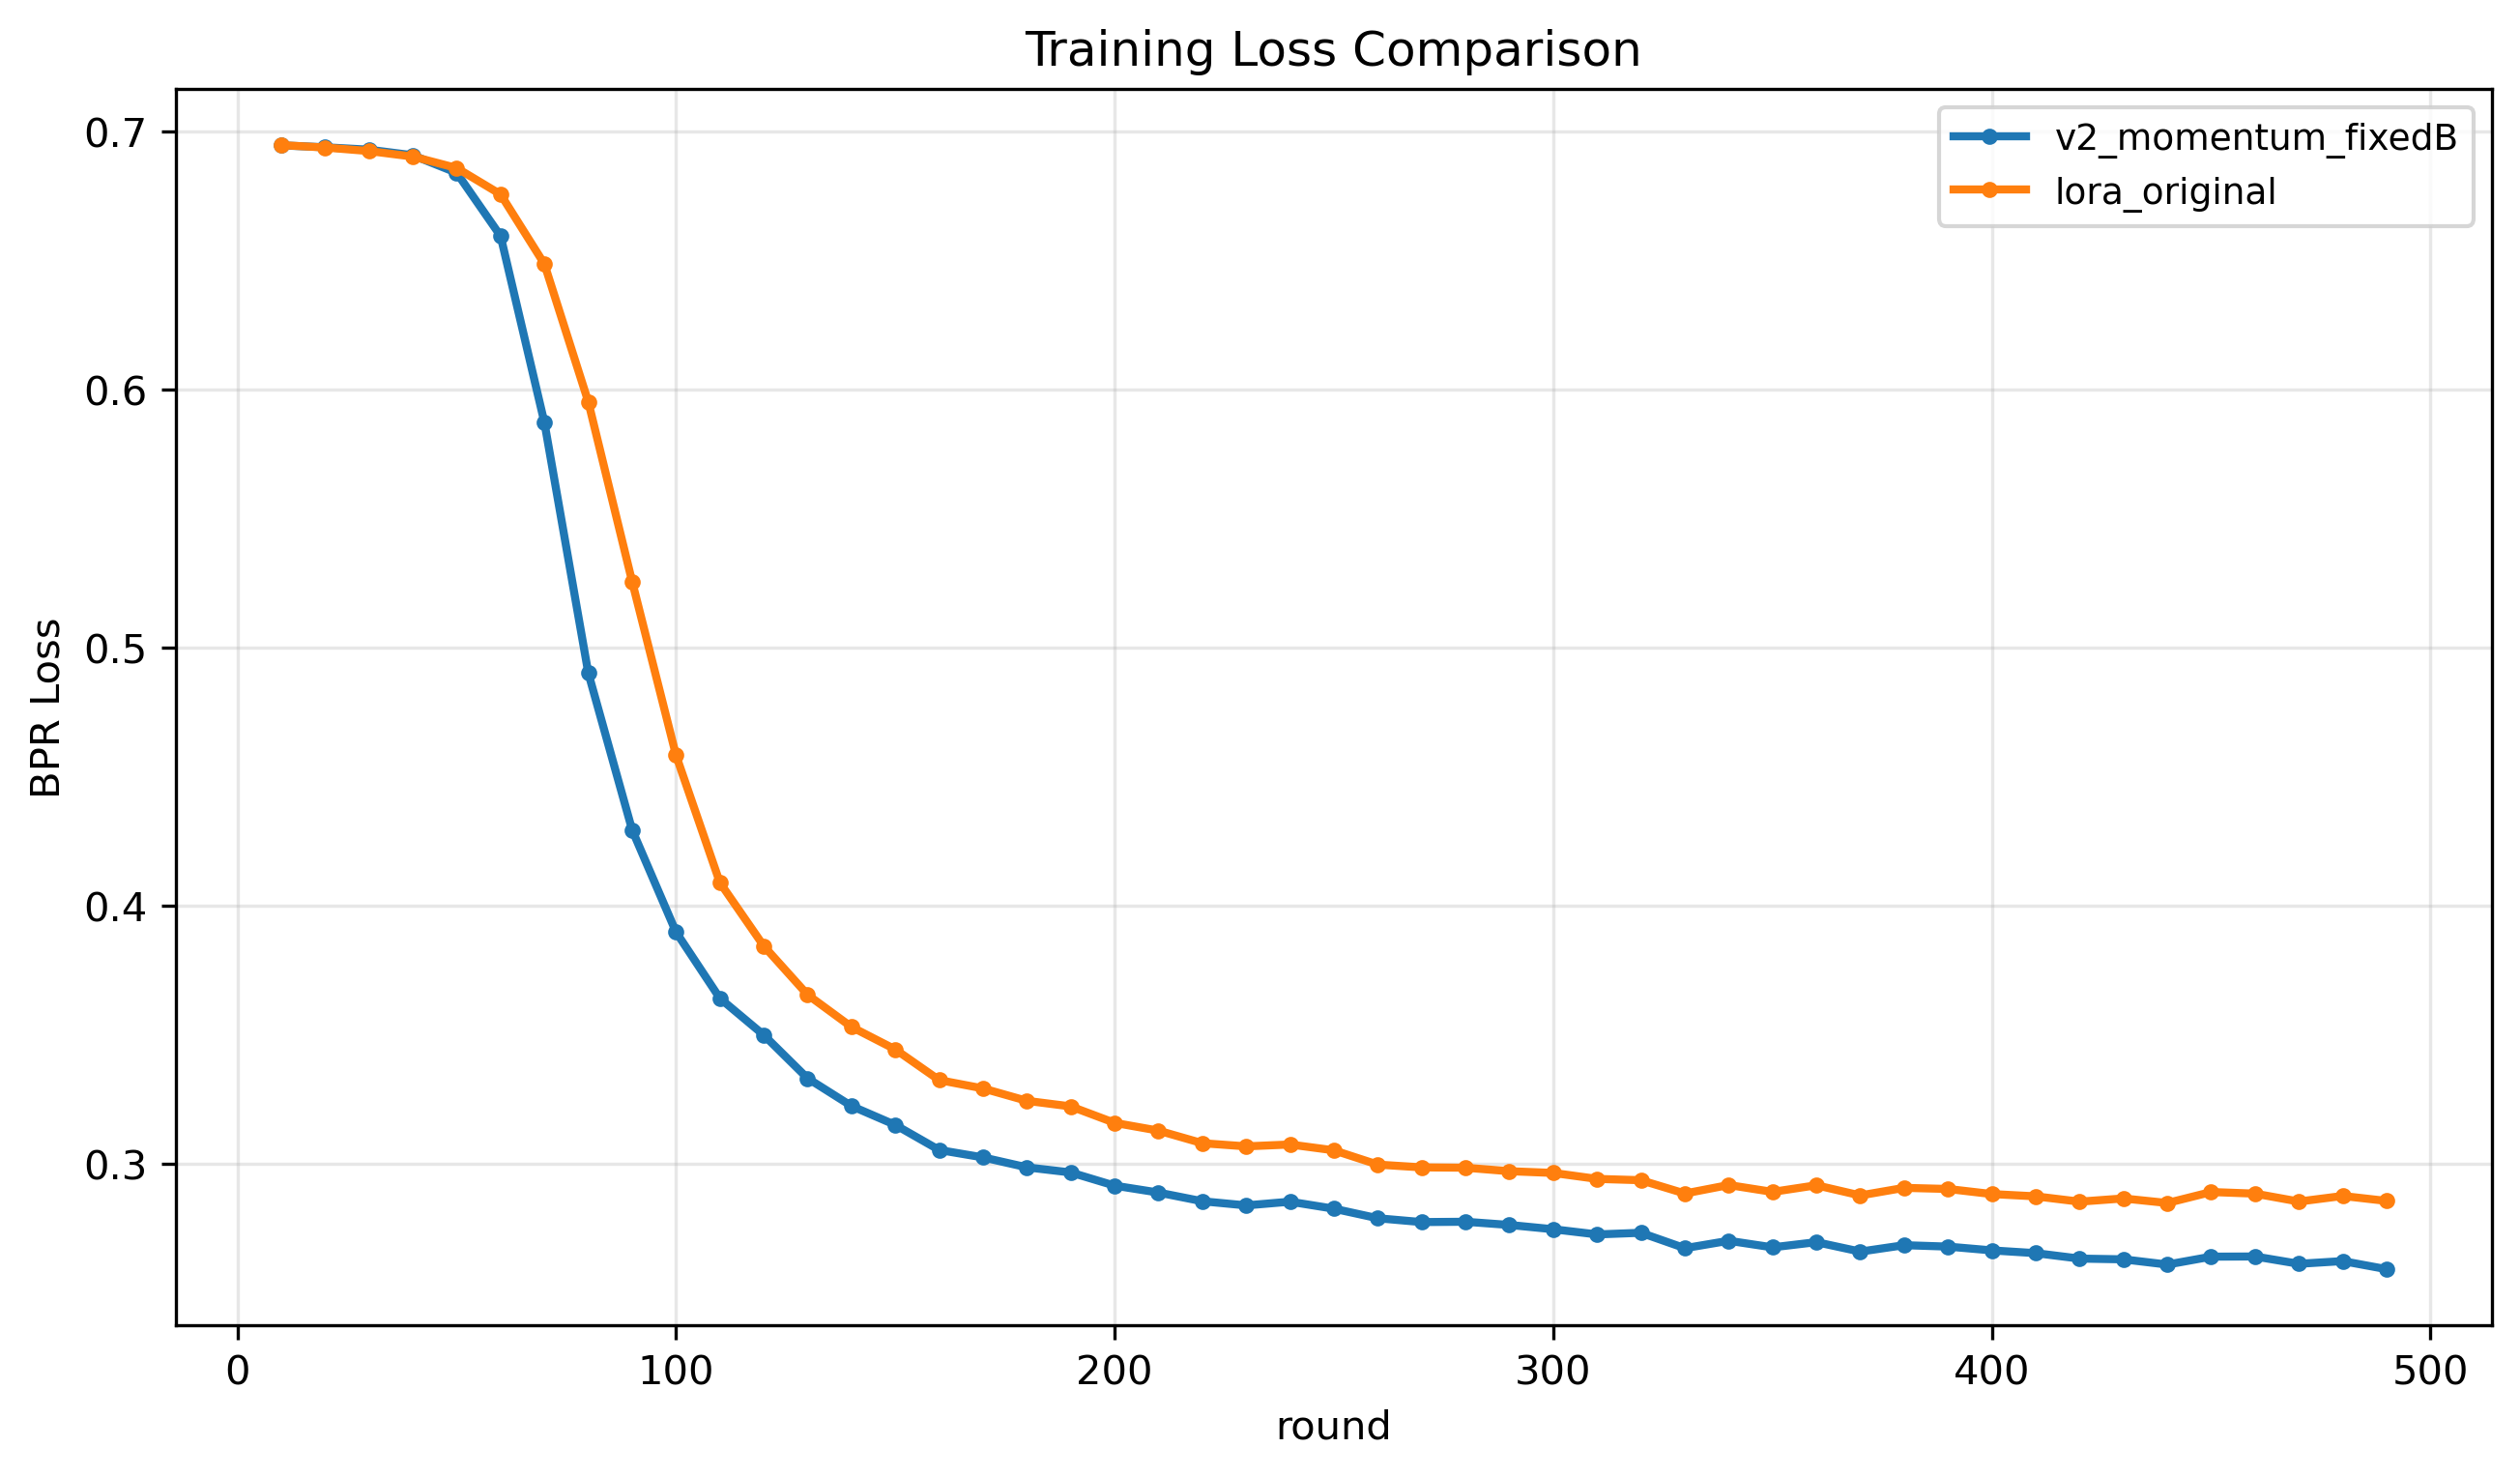 Training Loss Comparison
v2_momentum_fixedB
lora_original
BPR Loss
0.7
0.6
0.5
0.4
0.3
0 100 200 300 400 500
round